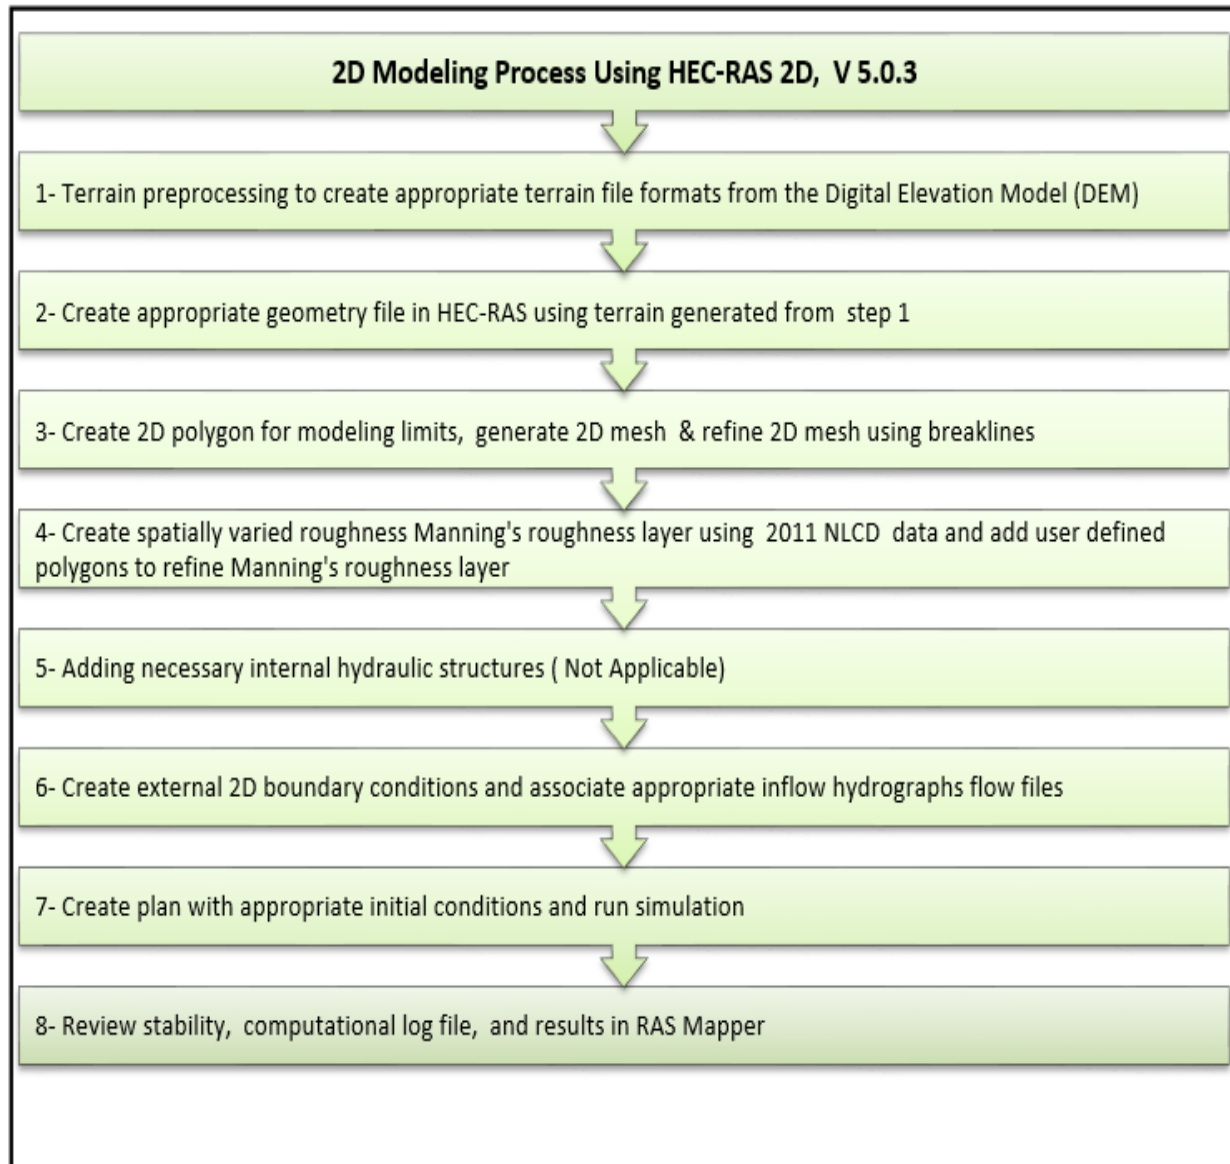 2D Modeling Process Using HEC-RAS 2D, V 5.0.3
1- Terrain preprocessing to create appropriate terrain file formats from the Digital Elevation Model (DEM)
2- Create appropriate geometry file in HEC-RAS using terrain generated from step 1
3- Create 2D polygon for modeling limits, generate 2D mesh & refine 2D mesh using breaklines
4- Create spatially varied roughness Manning's roughness layer using 2011 NLCD data and add user defined
polygons to refine Manning's roughness layer
5- Adding necessary internal hydraulic structures ( Not Applicable)
6- Create external 2D boundary conditions and associate appropriate inflow hydrographs flow files
7- Create plan with appropriate initial conditions and run simulation
8- Review stability, computational log file, and results in RAS Mapper